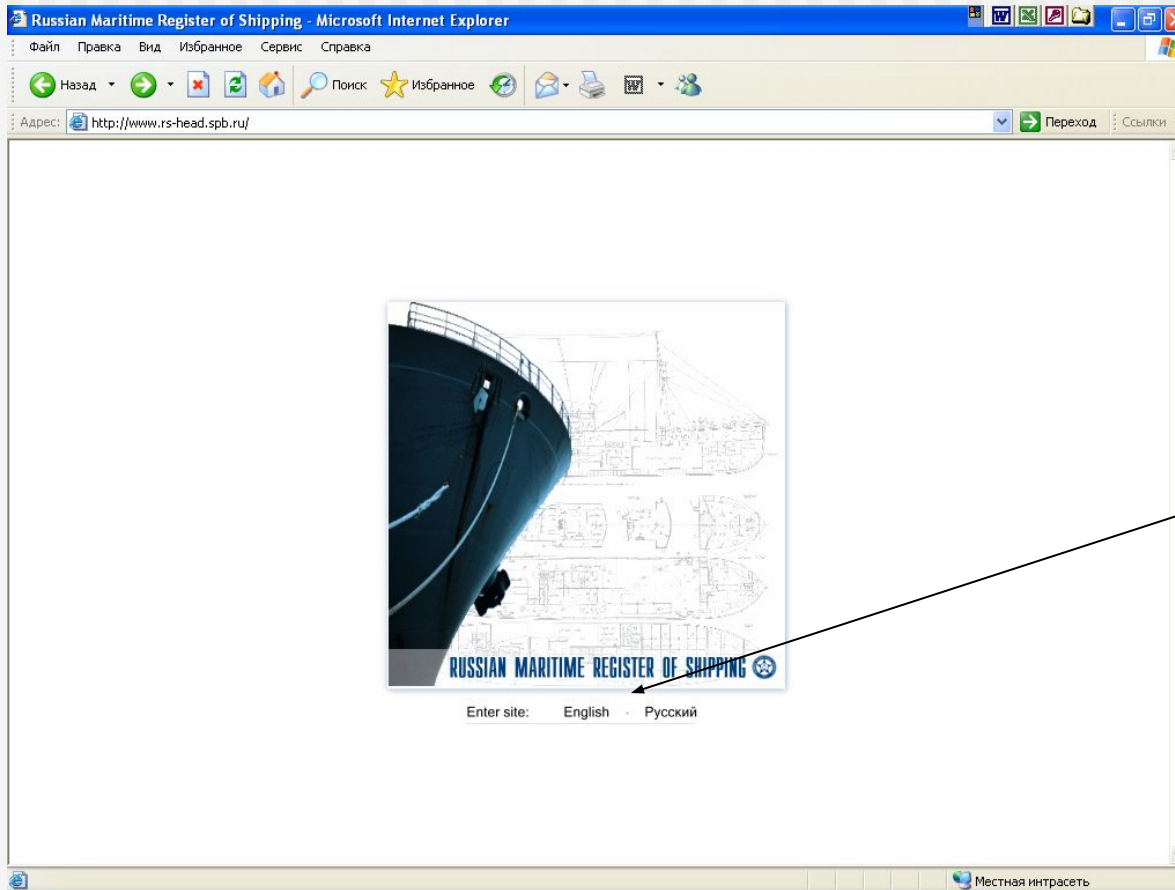 Russian Maritime Register of Shipping - Microsoft Internet Explorer
Файл Правка Вид Избранное Сервис Справка
Назад Поиск Избранное
Адрес: http://www.rs-head.spb.ru/ Переход Ссылки
RUSSIAN MARITIME REGISTER OF SHIPPING
Enter site: English - Русский
Местная интрасеть